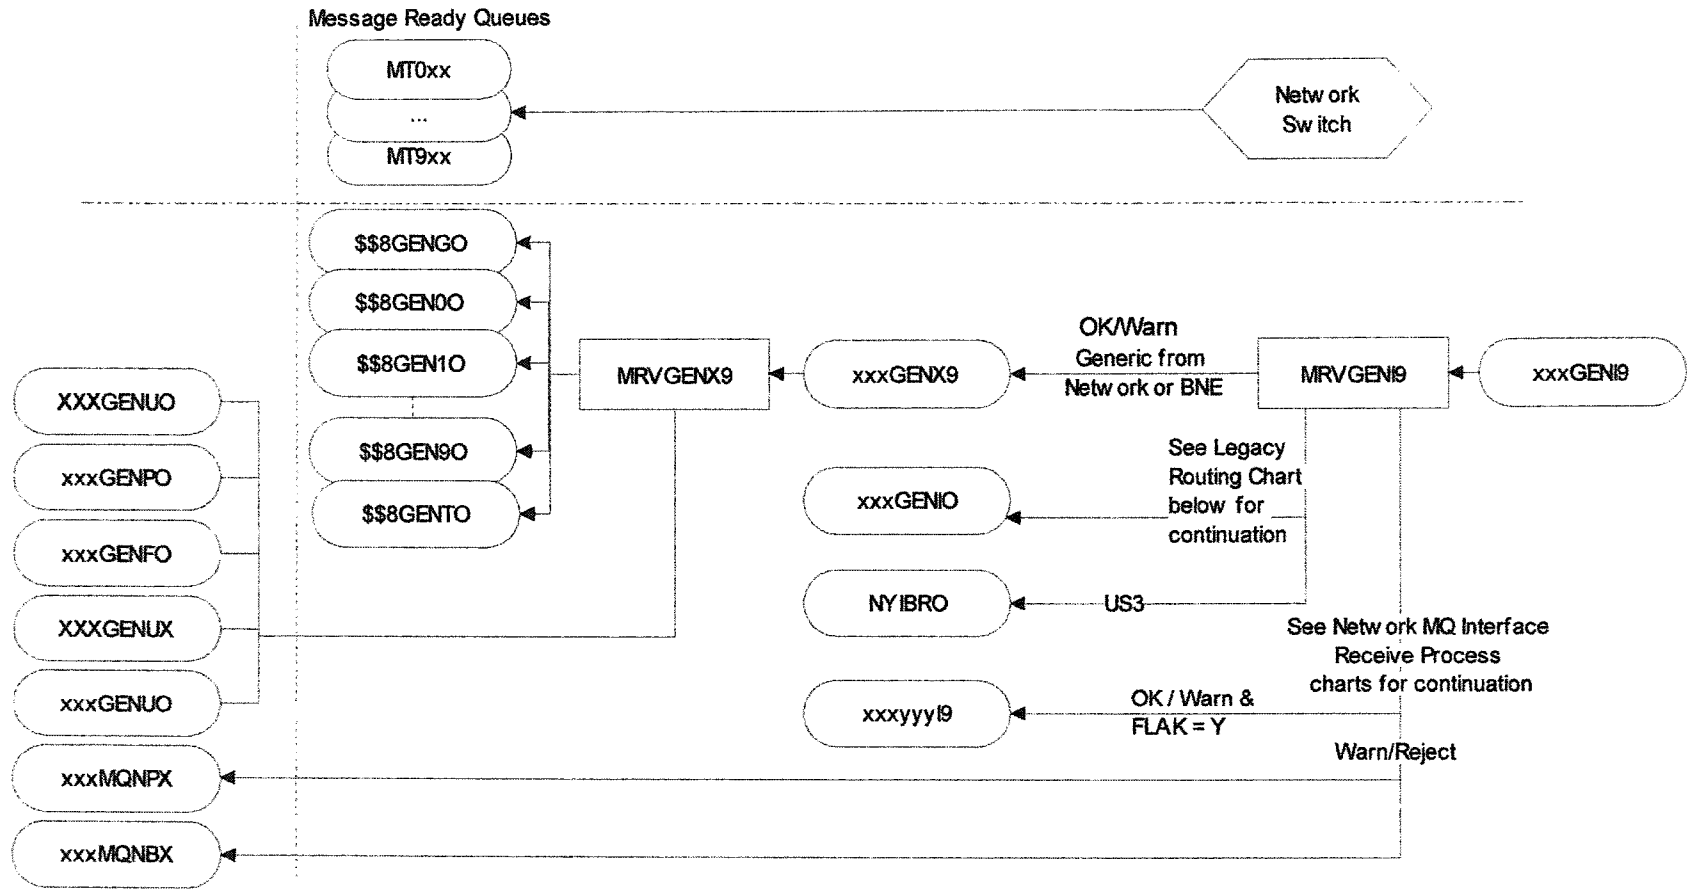 Message Ready Queues
MT0xx
...
MT9xx
Netw ork
Sw itch
$$8GENGO
$$8GEN0O
$$8GEN1O
$$8GEN9O
$$8GENTO
MRVGENX9
xxxGENX9
OK/Warn
Generic from
Netw ork or BNE
MRVGENI9
xxxGENI9
XXXGENUO
xxxGENPO
xxxGENFO
XXXGENUX
xxxGENUO
xxxMQNPX
xxxMQNBX
xxxGENIO
See Legacy
Routing Chart
below for
continuation
NYIBRO
US3
See Netw ork MQ Interface
Receive Process
charts for continuation
xxxyyyI9
OK / Warn &
FLAK = Y
Warn/Reject